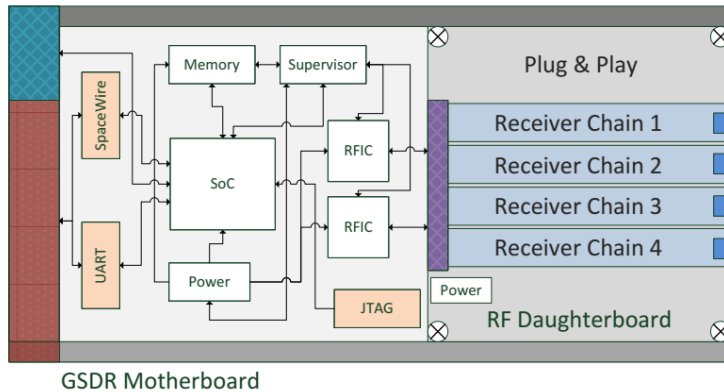 Memory
Supervisor
Plug & Play
SpaceWire
Receiver Chain 1
RFIC
Receiver Chain 2
SoC
Receiver Chain 3
RFIC
Receiver Chain 4
UART
Power
Power
JTAG
RF Daughterboard
GSDR Motherboard